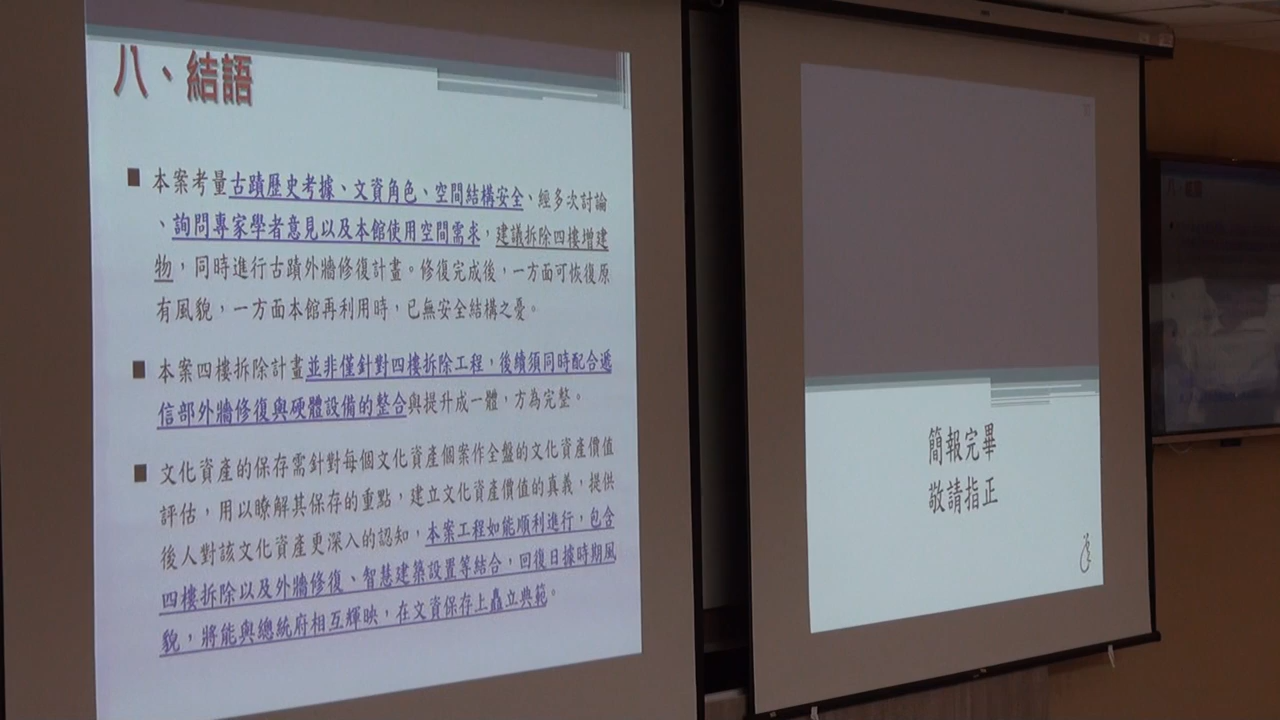 八、結語
■ 本案考量古蹟歷史考據、文資角色、空間結構安全、經多次討論
、詢問專家學者意見以及本館使用空間需求，建議拆除四樓增建
物，同時進行古蹟外牆修復計畫。修復完成後，一方面可恢復原
有風貌，一方面本館再利用時，已無安全結構之憂。
■ 本案四樓拆除計畫並非僅針對四樓拆除工程，後續須同時配合遞
信部外牆修復與硬體設備的整合與提升成一體，方為完整。
■ 文化資產的保存需針對每個文化資產個案作全盤的文化資產價值
評估，用以瞭解其保存的重點，建立文化資產價值的真義，提供
後人對該文化資產更深入的認知，本案工程如能順利進行，包含
四樓拆除以及外牆修復、智慧建築設置等結合，回復日據時期風
貌，將能與總統府相互輝映，在文資保存上矗立典範。
簡報完畢
敬請指正